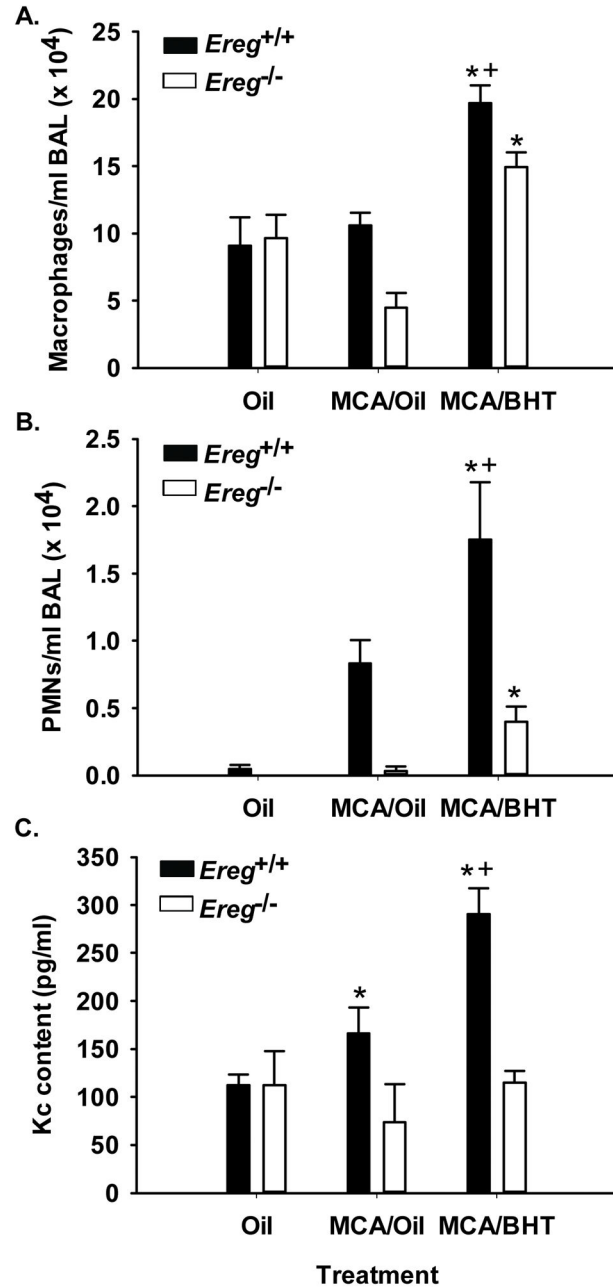 A.
Macrophages/ml BAL (x 10⁴)
25
20
15
10
5
0
Ereg+/+
Ereg-/-
*+
*
Oil MCA/Oil MCA/BHT
B.
PMNs/ml BAL (x 10⁴)
2.5
2.0
1.5
1.0
0.5
0.0
Ereg+/+
Ereg-/-
*+
*
Oil MCA/Oil MCA/BHT
C.
Kc content (pg/ml)
350
300
250
200
150
100
50
0
Ereg+/+
Ereg-/-
*+
*
Oil MCA/Oil MCA/BHT
Treatment